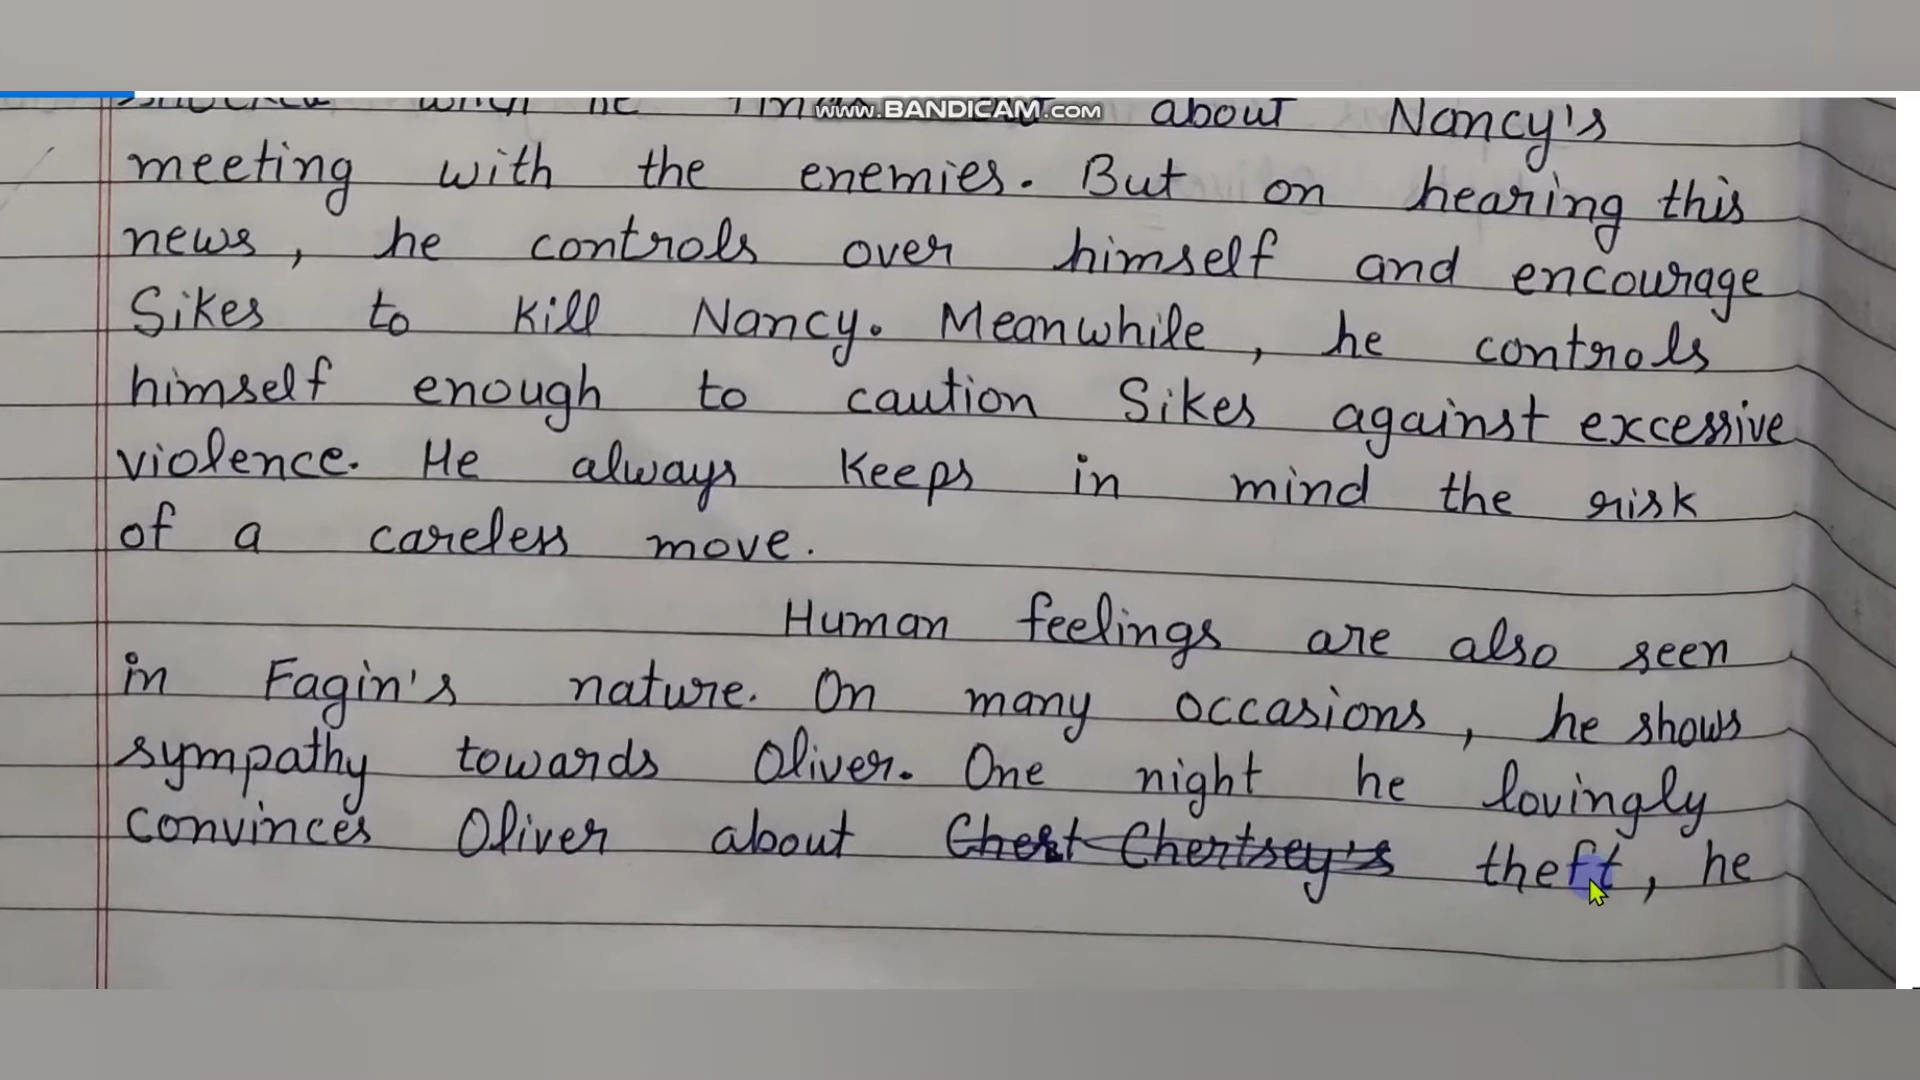 www.BANDICAM.com
about Nancy's
meeting with the enemies. But on hearing this
news, he controls over himself and encourage
Sikes to kill Nancy. Meanwhile, he controls
himself enough to caution Sikes against excessive
violence. He always keeps in mind the risk
of a careless move.
Human feelings are also seen
in Fagin's nature. On many occasions, he shows
sympathy towards Oliver. One night he lovingly
convinces Oliver about Chest Chertsey's theft, he